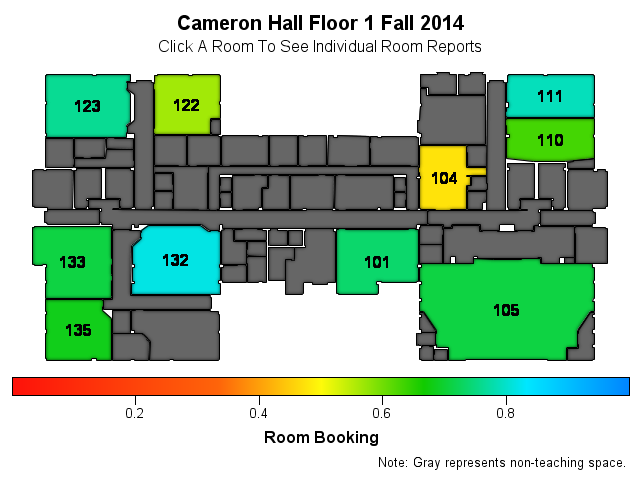 Cameron Hall Floor 1 Fall 2014
Click A Room To See Individual Room Reports
123
122
111
110
104
133
132
101
105
135
0.2 0.4 0.6 0.8
Room Booking
Note: Gray represents non-teaching space.